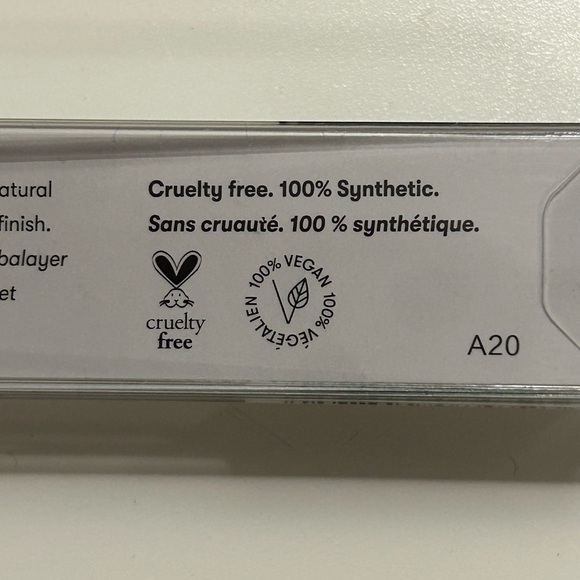 atural
finish.
balayer
et
Cruelty free. 100% Synthetic.
Sans cruauté. 100 % synthétique.
cruelty
free
100% VEGAN
100% VÉGÉTALIEN
A20